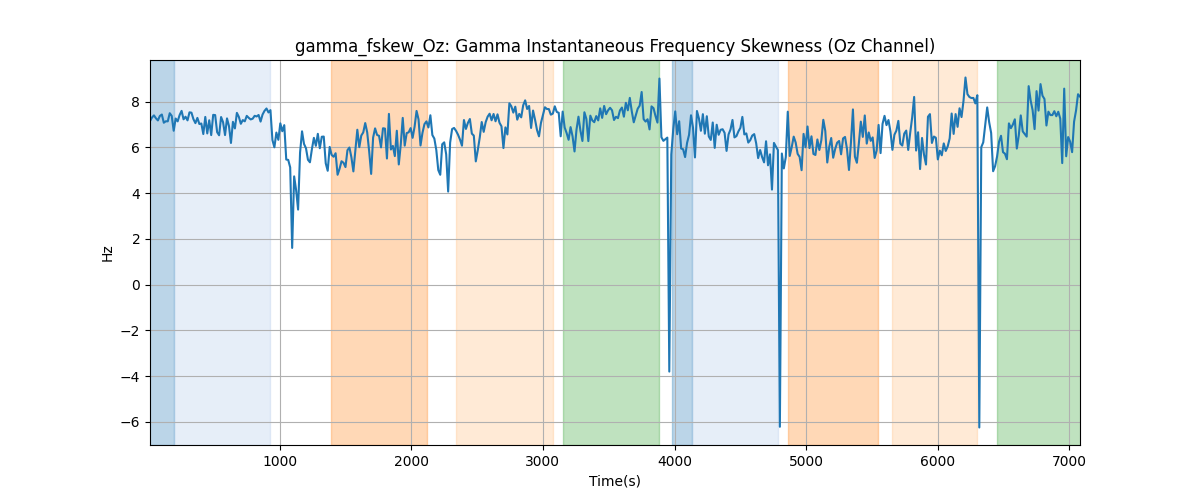 gamma_fskew_Oz: Gamma Instantaneous Frequency Skewness (Oz Channel)
8
6
4
2
0
−2
−4
−6
Hz
1000 2000 3000 4000 5000 6000 7000
Time(s)